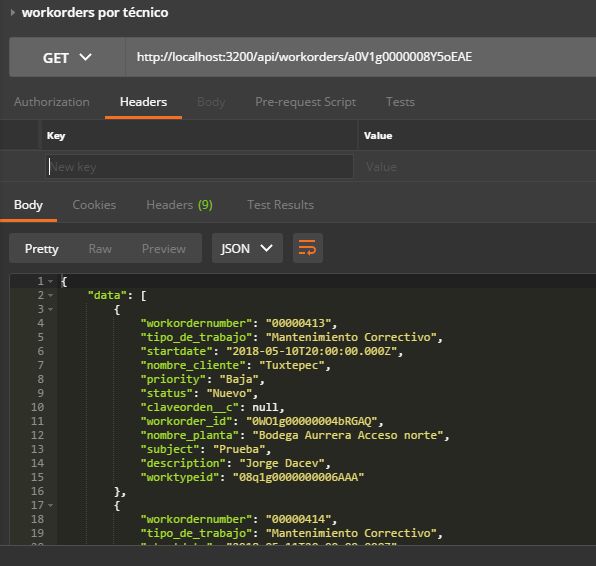 workorders por técnico
GET http://localhost:3200/api/workorders/a0V1g0000008Y5oEAE
Authorization Headers Body Pre-request Script Tests
Key Value
New key Value
Body Cookies Headers (9) Test Results
Pretty Raw Preview JSON
1 {
2 "data": [
3 {
4 "workordernumber": "00000413",
5 "tipo_de_trabajo": "Mantenimiento Correctivo",
6 "startdate": "2018-05-10T20:00:00.000Z",
7 "nombre_cliente": "Tuxtepec",
8 "priority": "Baja",
9 "status": "Nuevo",
10 "claveorden__c": null,
11 "workorder_id": "0WO1g00000004bRGAQ",
12 "nombre_planta": "Bodega Aurrera Acceso norte",
13 "subject": "Prueba",
14 "description": "Jorge Dacev",
15 "worktypeid": "08q1g0000000006AAA"
16 },
17 {
18 "workordernumber": "00000414",
19 "tipo_de_trabajo": "Mantenimiento Correctivo",